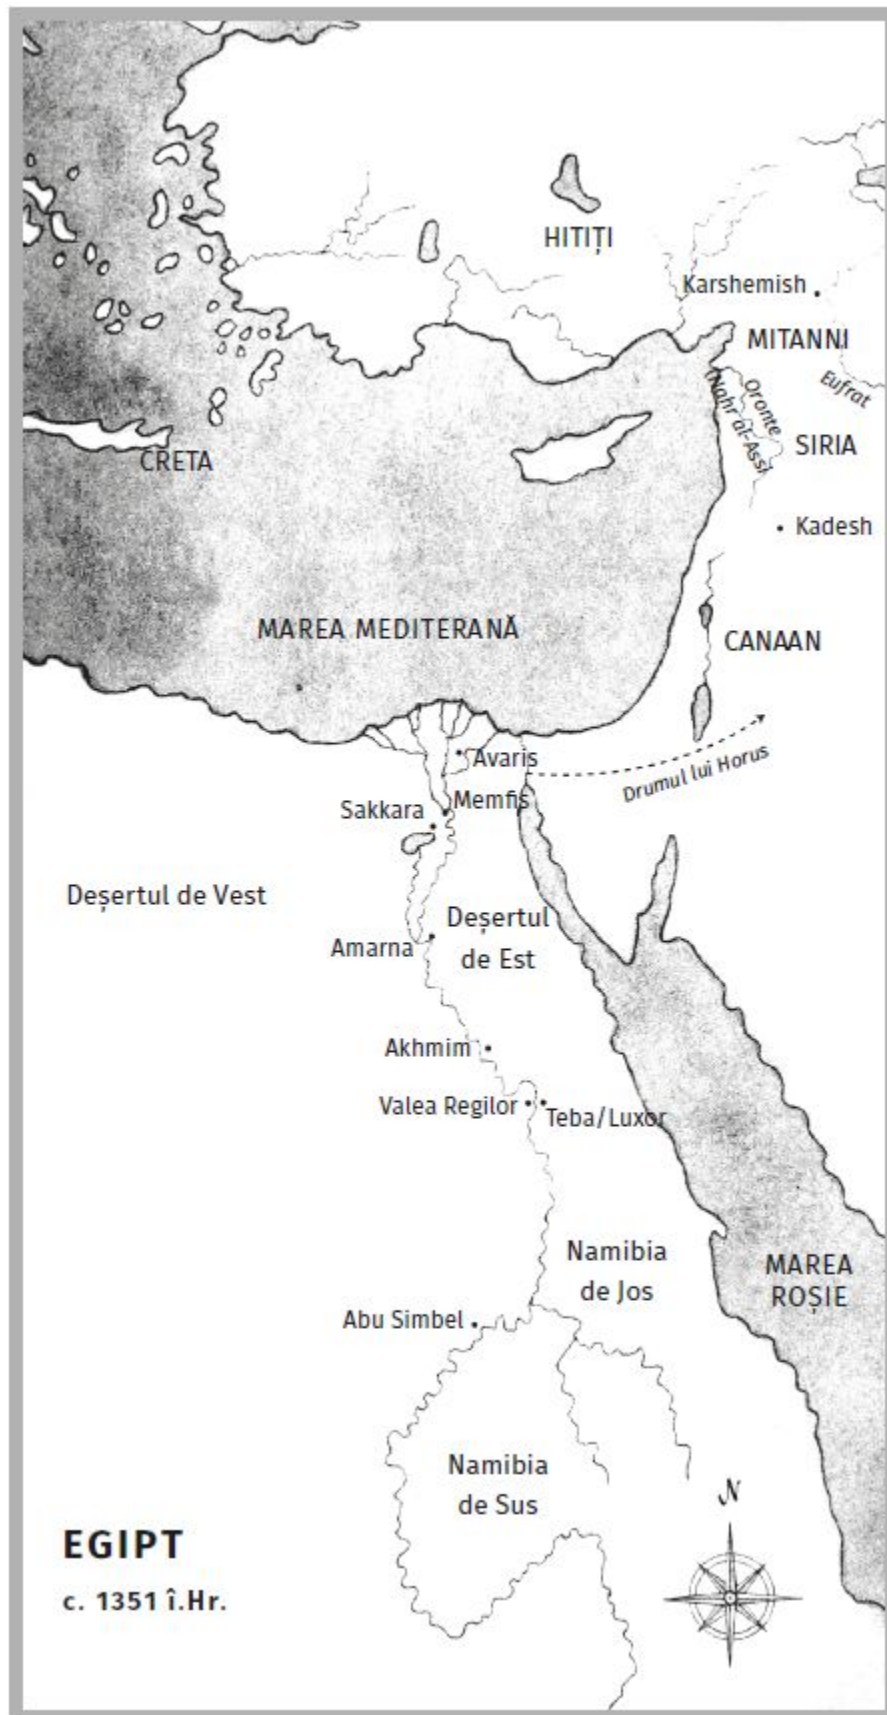 HITIȚI
Karshemish
MITANNI
Eufrat
Oronte
(Nahr al-Assi)
SIRIA
CRETA
Kadesh
MAREA MEDITERANĂ
CANAAN
Avaris
Drumul lui Horus
Memfis
Sakkara
Deșertul de Vest
Deșertul
de Est
Amarna
Akhmim
Valea Regilor
Teba/Luxor
Namibia
de Jos
MAREA
ROȘIE
Abu Simbel
Namibia
de Sus
N
EGIPT
c. 1351 î.Hr.